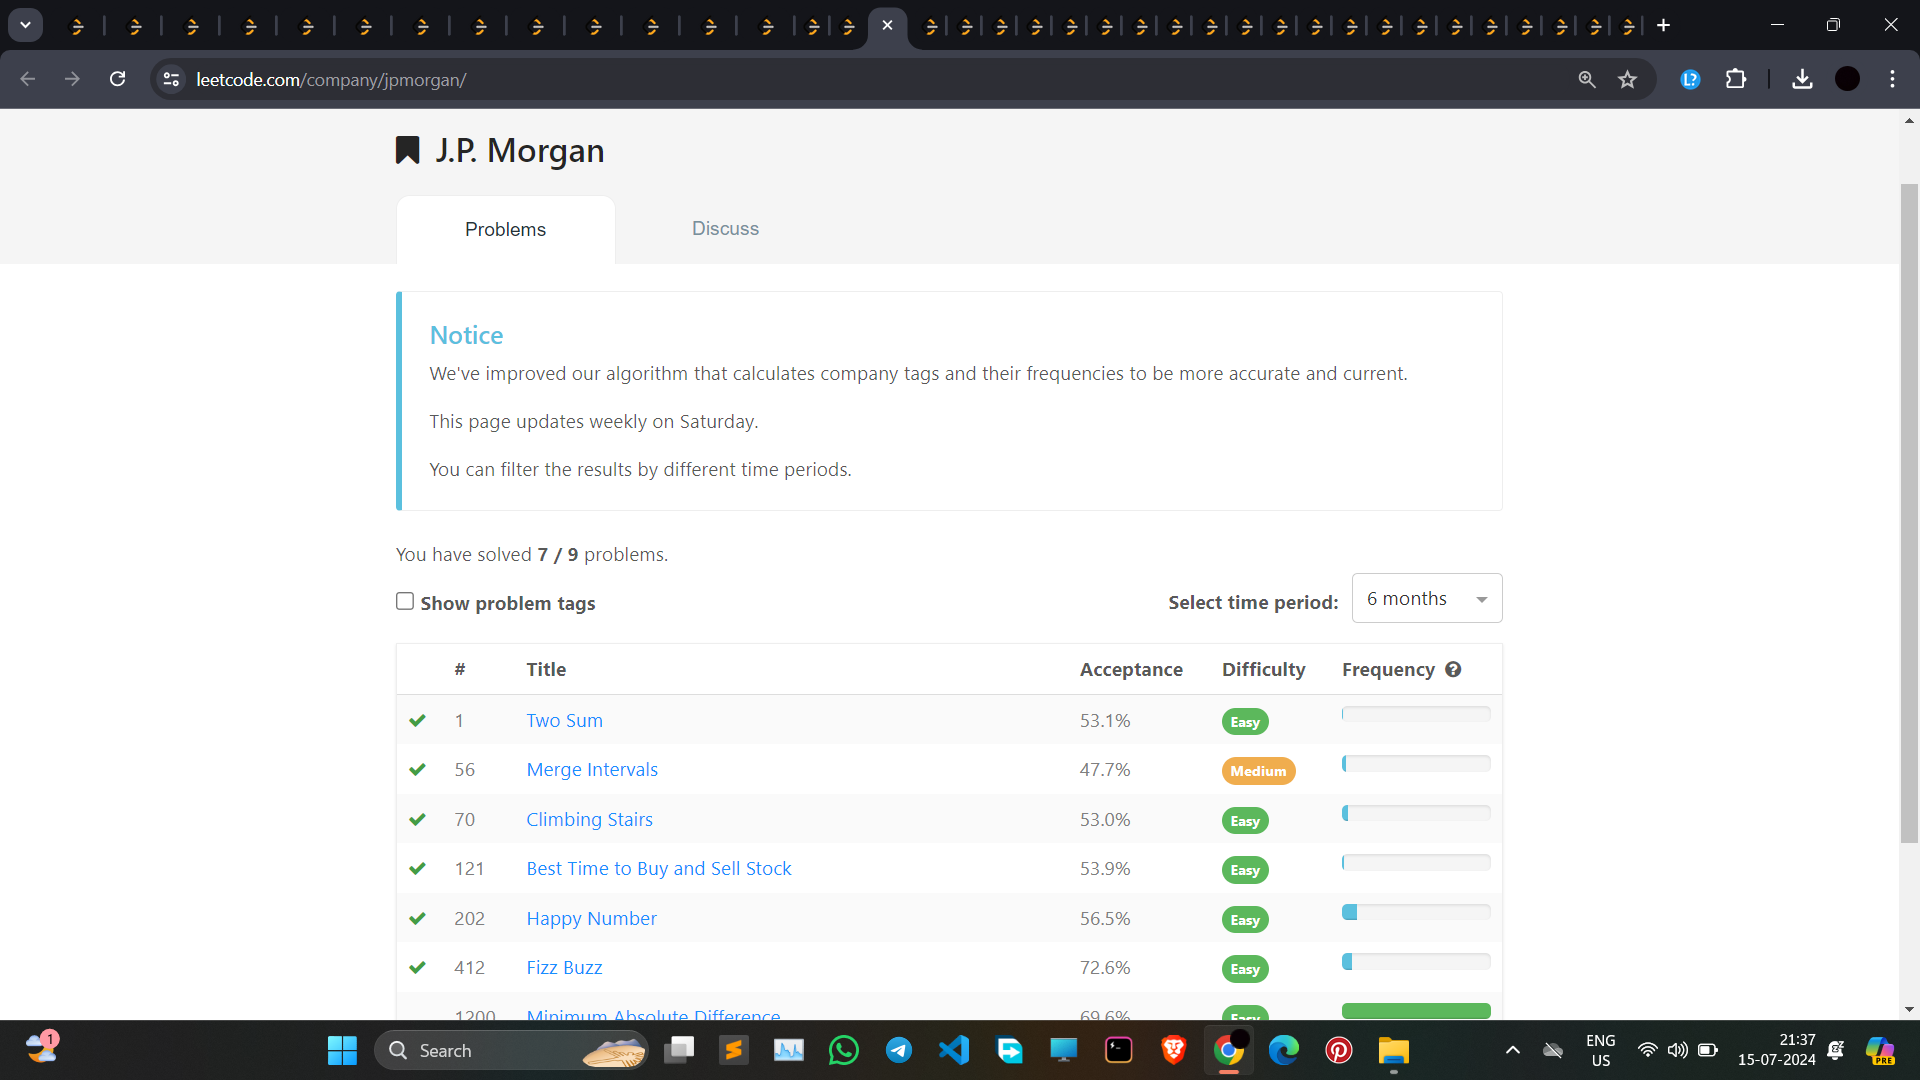 leetcode.com/company/jpmorgan/
J.P. Morgan
Problems Discuss
Notice
We've improved our algorithm that calculates company tags and their frequencies to be more accurate and current.
This page updates weekly on Saturday.
You can filter the results by different time periods.
You have solved 7 / 9 problems.
Show problem tags Select time period: 6 months
# Title Acceptance Difficulty Frequency
1 Two Sum 53.1% Easy
56 Merge Intervals 47.7% Medium
70 Climbing Stairs 53.0% Easy
121 Best Time to Buy and Sell Stock 53.9% Easy
202 Happy Number 56.5% Easy
412 Fizz Buzz 72.6% Easy
1200 Minimum Absolute Difference 69.6% Easy
1 Search ENG 21:37
US 15-07-2024 PRE